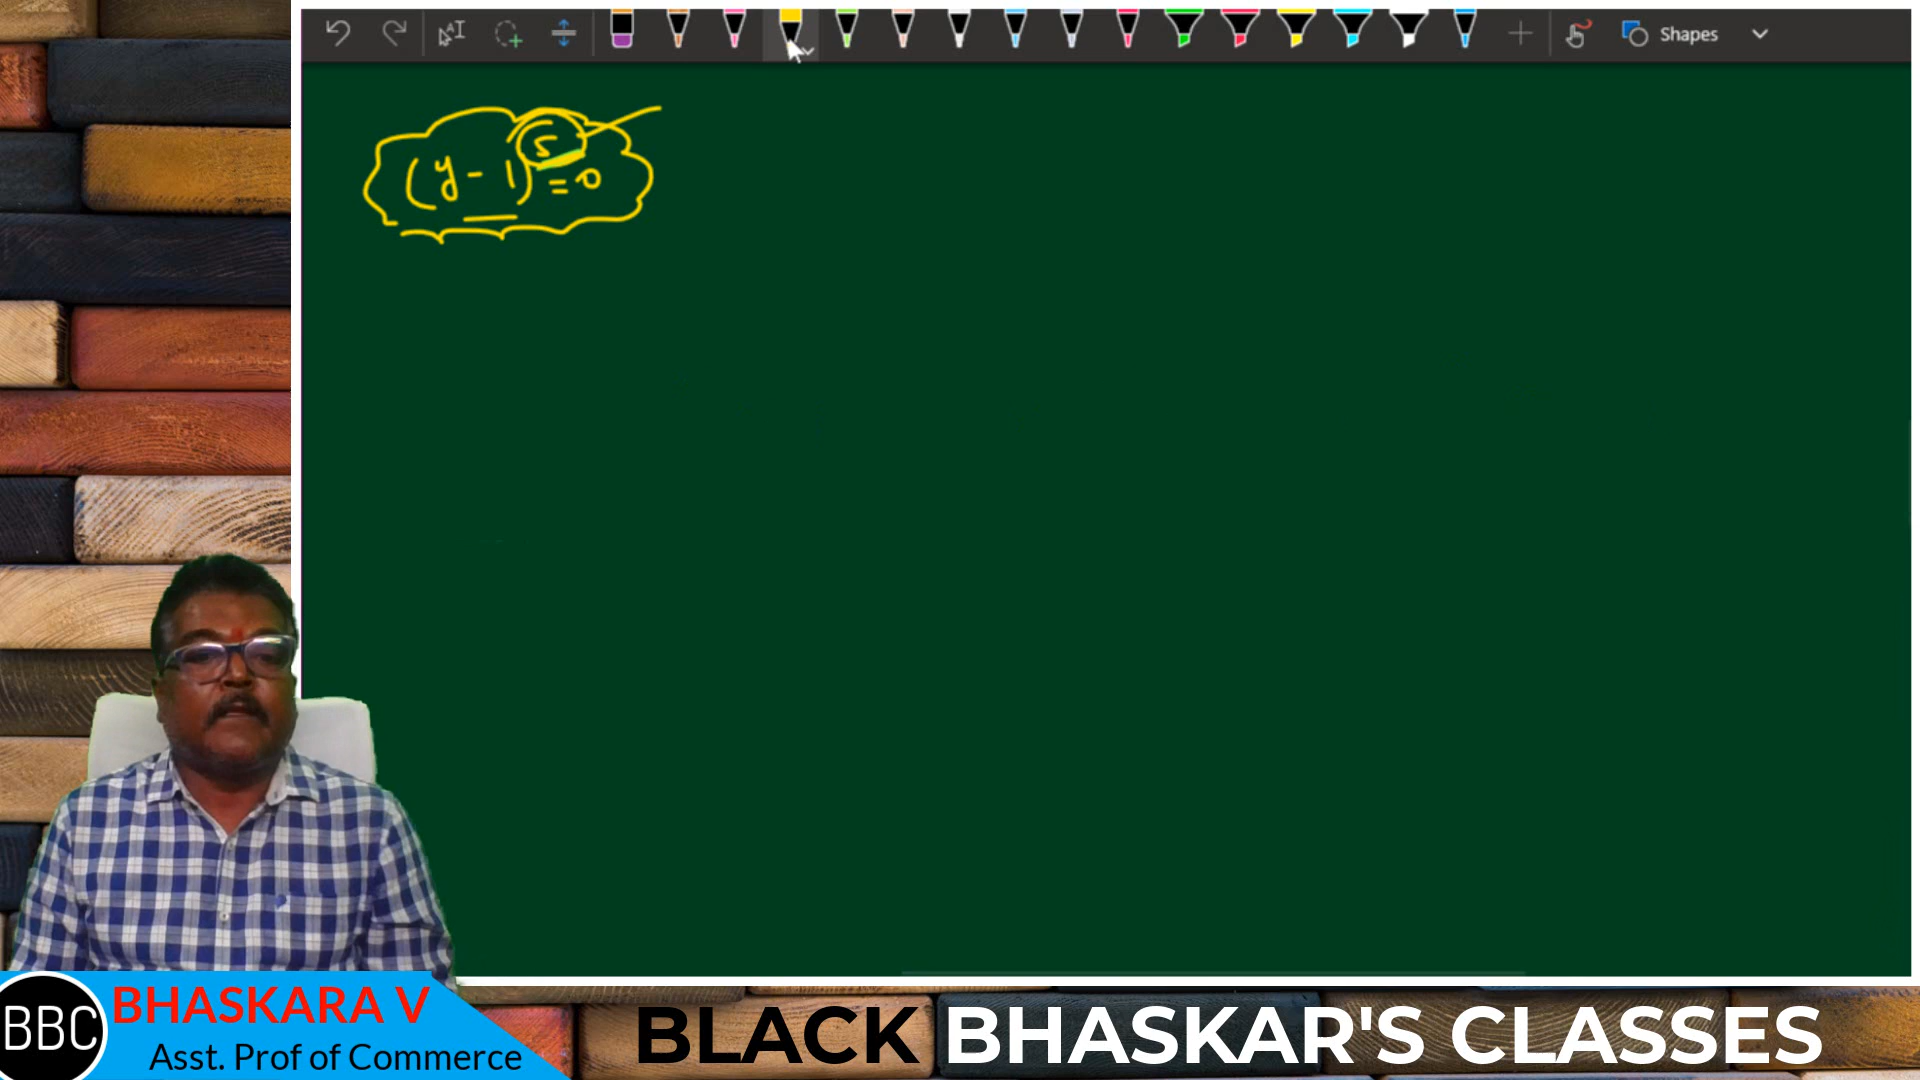 Shapes
(y-1)⁵=0
BHASKARA V
BBC
Asst. Prof of Commerce
BLACK BHASKAR'S CLASSES